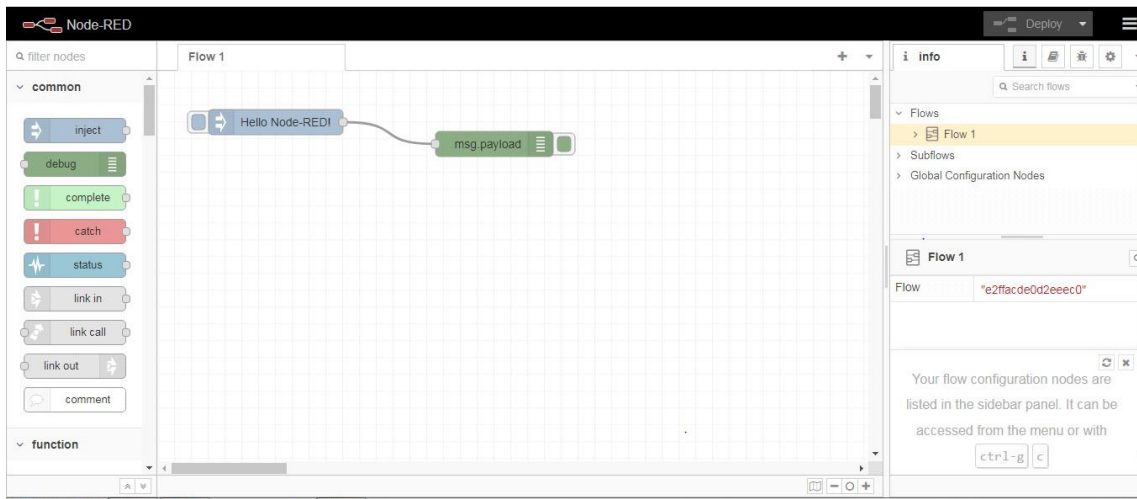 Node-RED
Deploy
filter nodes
Flow 1
i info
i
Search flows
common
inject
debug
complete
catch
status
link in
link call
link out
comment
function
Hello Node-RED!
msg.payload
Flows
Flow 1
Subflows
Global Configuration Nodes
Flow 1
Flow "e2ffacde0d2eeec0"
Your flow configuration nodes are
listed in the sidebar panel. It can be
accessed from the menu or with
ctrl-g c